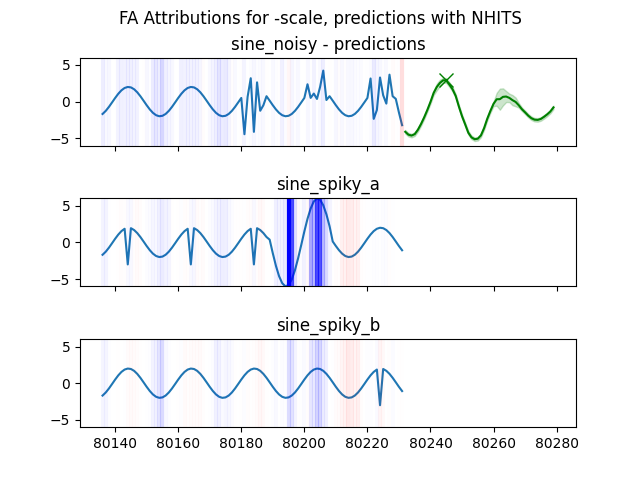 FA Attributions for -scale, predictions with NHITS
sine_noisy - predictions
5
0
−5
sine_spiky_a
5
0
−5
sine_spiky_b
5
0
−5
80140 80160 80180 80200 80220 80240 80260 80280